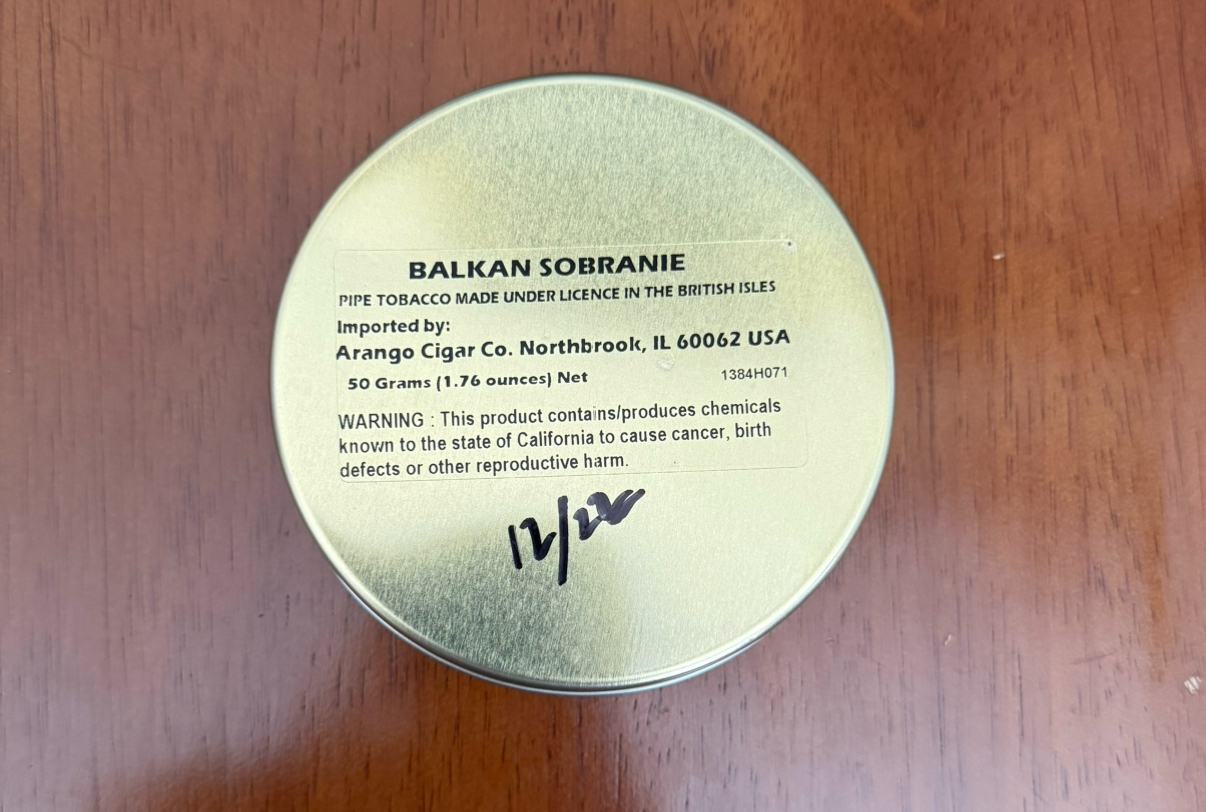 BALKAN SOBRANIE
PIPE TOBACCO MADE UNDER LICENCE IN THE BRITISH ISLES
Imported by:
Arango Cigar Co. Northbrook, IL 60062 USA
50 Grams (1.76 ounces) Net 1384H071
WARNING : This product contains/produces chemicals
known to the state of California to cause cancer, birth
defects or other reproductive harm.